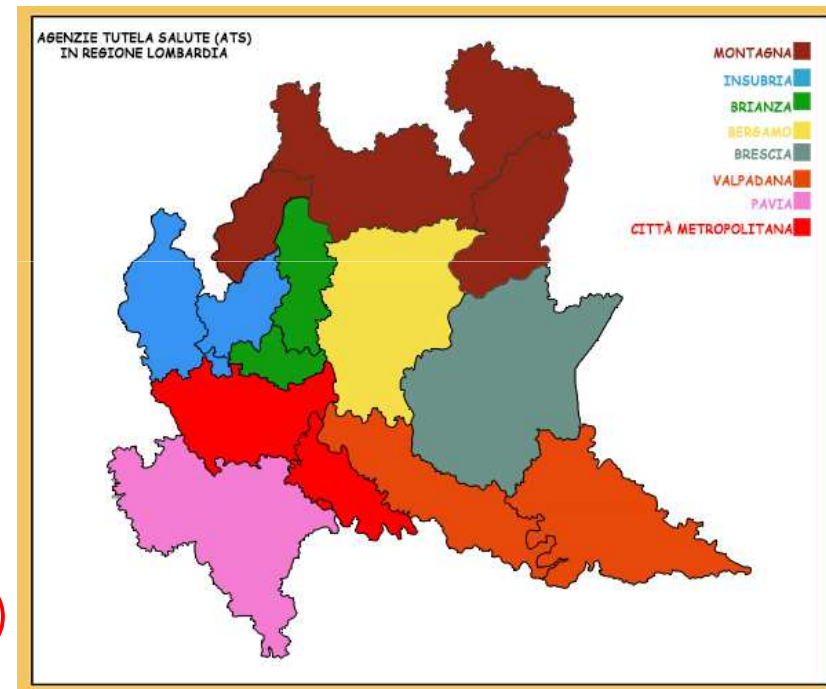 AGENZIE TUTELA SALUTE (ATS)
IN REGIONE LOMBARDIA
MONTAGNA
INSUBRIA
BRIANZA
BERGAMO
BRESCIA
VALPADANA
PAVIA
CITTÀ METROPOLITANA
)